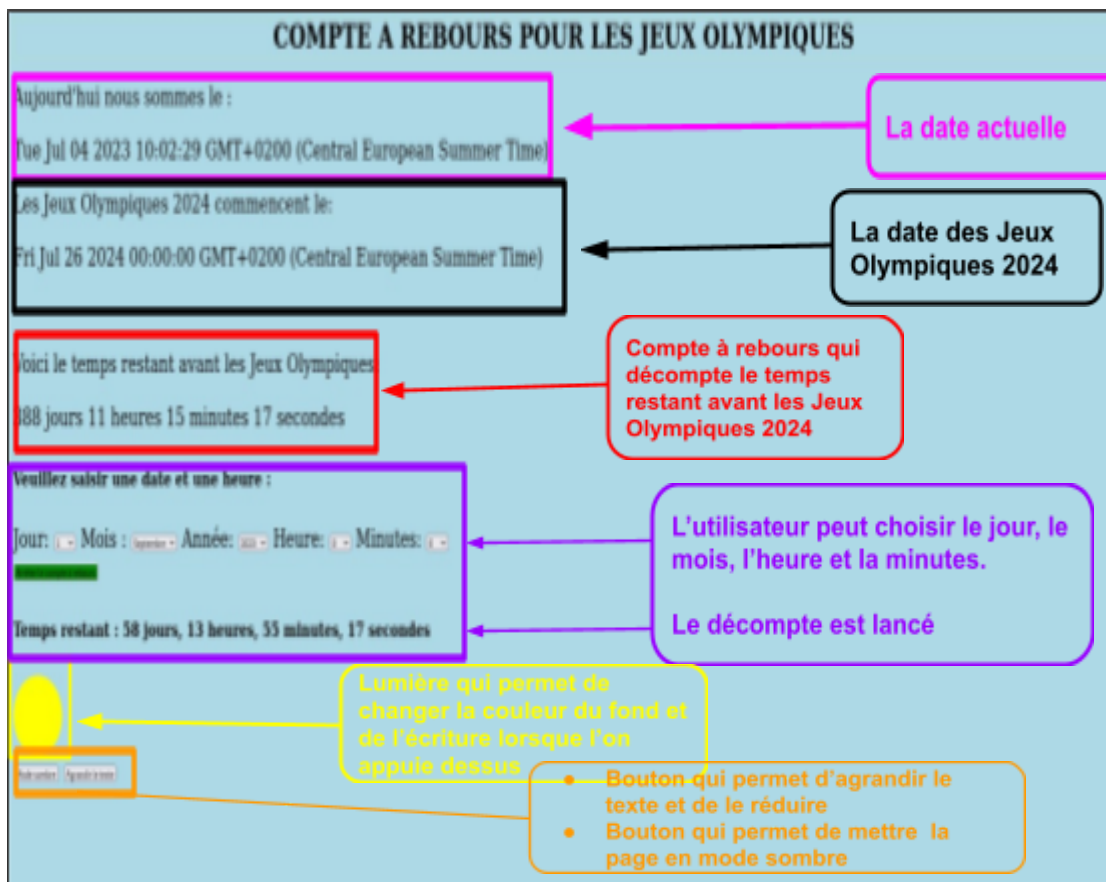 COMPTE A REBOURS POUR LES JEUX OLYMPIQUES
Aujourd'hui nous sommes le :
Tue Jul 04 2023 10:02:29 GMT+0200 (Central European Summer Time)
La date actuelle
Les Jeux Olympiques 2024 commencent le:
Fri Jul 26 2024 00:00:00 GMT+0200 (Central European Summer Time)
La date des Jeux
Olympiques 2024
Voici le temps restant avant les Jeux Olympiques
388 jours 11 heures 15 minutes 17 secondes
Compte à rebours qui
décompte le temps
restant avant les Jeux
Olympiques 2024
Veuillez saisir une date et une heure :
Jour: Mois : Septembre Année: 2023 Heure: Minutes:
Temps restant : 58 jours, 13 heures, 55 minutes, 17 secondes
L'utilisateur peut choisir le jour, le
mois, l'heure et la minutes.
Le décompte est lancé
Lumière qui permet de
changer la couleur du fond et
de l'écriture lorsque l'on
appuie dessus
Mode sombre Agrandir le texte
Bouton qui permet d'agrandir le
texte et de le réduire
Bouton qui permet de mettre la
page en mode sombre